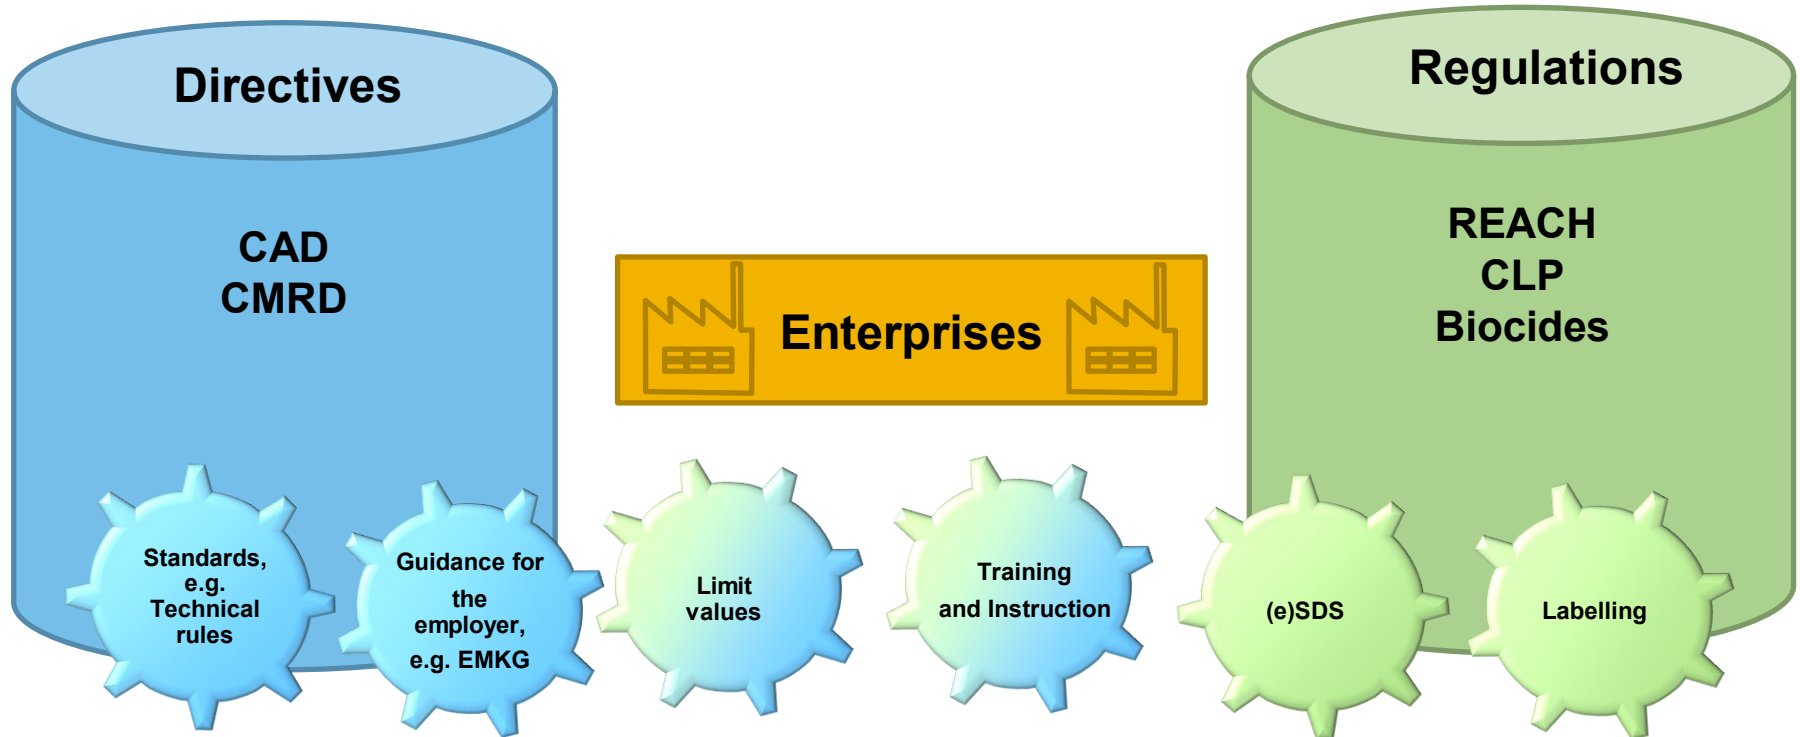 Directives
CAD
CMRD
Enterprises
Regulations
REACH
CLP
Biocides
Standards,
e.g.
Technical
rules
Guidance for
the
employer,
e.g. EMKG
Limit
values
Training
and Instruction
(e)SDS
Labelling